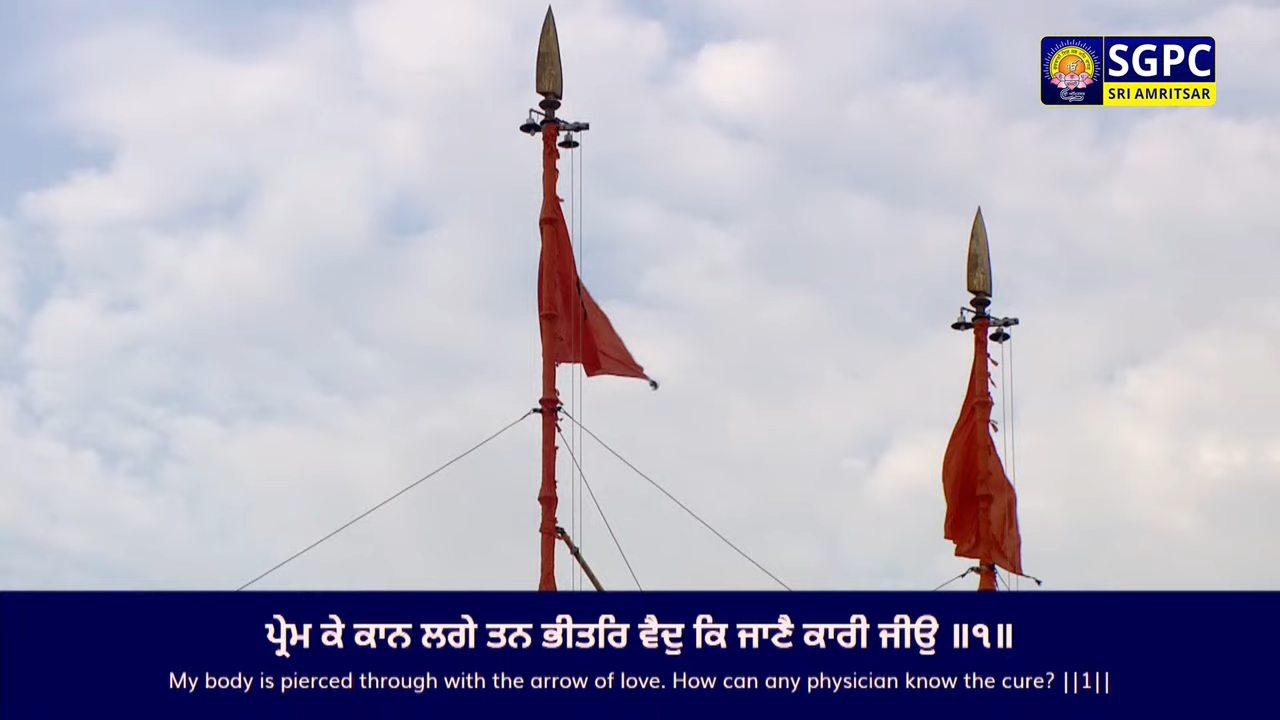 SGPC
SRI AMRITSAR
ਪ੍ਰੇਮ ਕੇ ਕਾਨ ਲਗੇ ਤਨ ਭੀਤਰਿ ਵੈਦੁ ਕਿ ਜਾਣੈ ਕਾਰੀ ਜੀਉ ॥੧॥
My body is pierced through with the arrow of love. How can any physician know the cure? ||1||